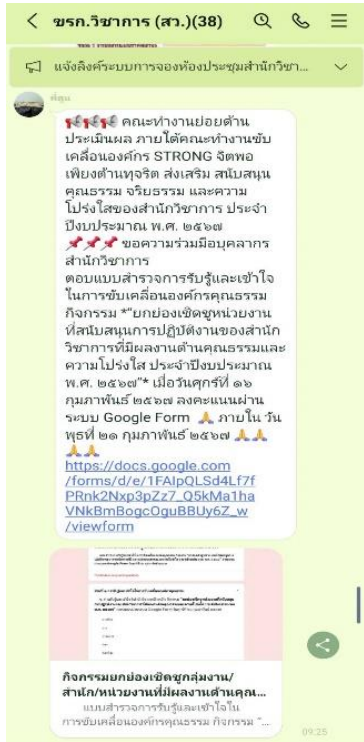 ขรก.วิชาการ (สว.)(38)
แจ้งลิงค์ระบบการจองห้องประชุมสำนักวิชา...
📢📢📢 คณะทำงานย่อยด้าน
ประเมินผล ภายใต้คณะทำงานขับ
เคลื่อนองค์กร STRONG จิตพอ
เพียงต้านทุจริต ส่งเสริม สนับสนุน
คุณธรรม จริยธรรม และความ
โปร่งใสของสำนักวิชาการ ประจำ
ปีงบประมาณ พ.ศ. ๒๕๖๗
📌📌📌 ขอความร่วมมือบุคลากร
สำนักวิชาการ
ตอบแบบสำรวจการรับรู้และเข้าใจ
ในการขับเคลื่อนองค์กรคุณธรรม
กิจกรรม *"ยกย่องเชิดชูหน่วยงาน
ที่สนับสนุนการปฏิบัติงานของสำนัก
วิชาการที่มีผลงานด้านคุณธรรมและ
ความโปร่งใส ประจำปีงบประมาณ
พ.ศ. ๒๕๖๗"* เมื่อวันศุกร์ที่ ๑๖
กุมภาพันธ์ ๒๕๖๗ ลงคะแนนผ่าน
ระบบ Google Form 🙏 ภายใน วัน
พุธที่ ๒๑ กุมภาพันธ์ ๒๕๖๗ 🙏🙏
🙏🙏
https://docs.google.com
/forms/d/e/1FAIpQLSd4Lf7f
PRnk2Nxp3pZz7_Q5kMa1ha
VNkBmBogcOguBBUy6Z_w
/viewform
กิจกรรมยกย่องเชิดชูกลุ่มงาน/
สำนัก/หน่วยงานที่มีผลงานด้านคุณ...
แบบสำรวจการรับรู้และเข้าใจใน
การขับเคลื่อนองค์กรคุณธรรม กิจกรรม "...
09:25